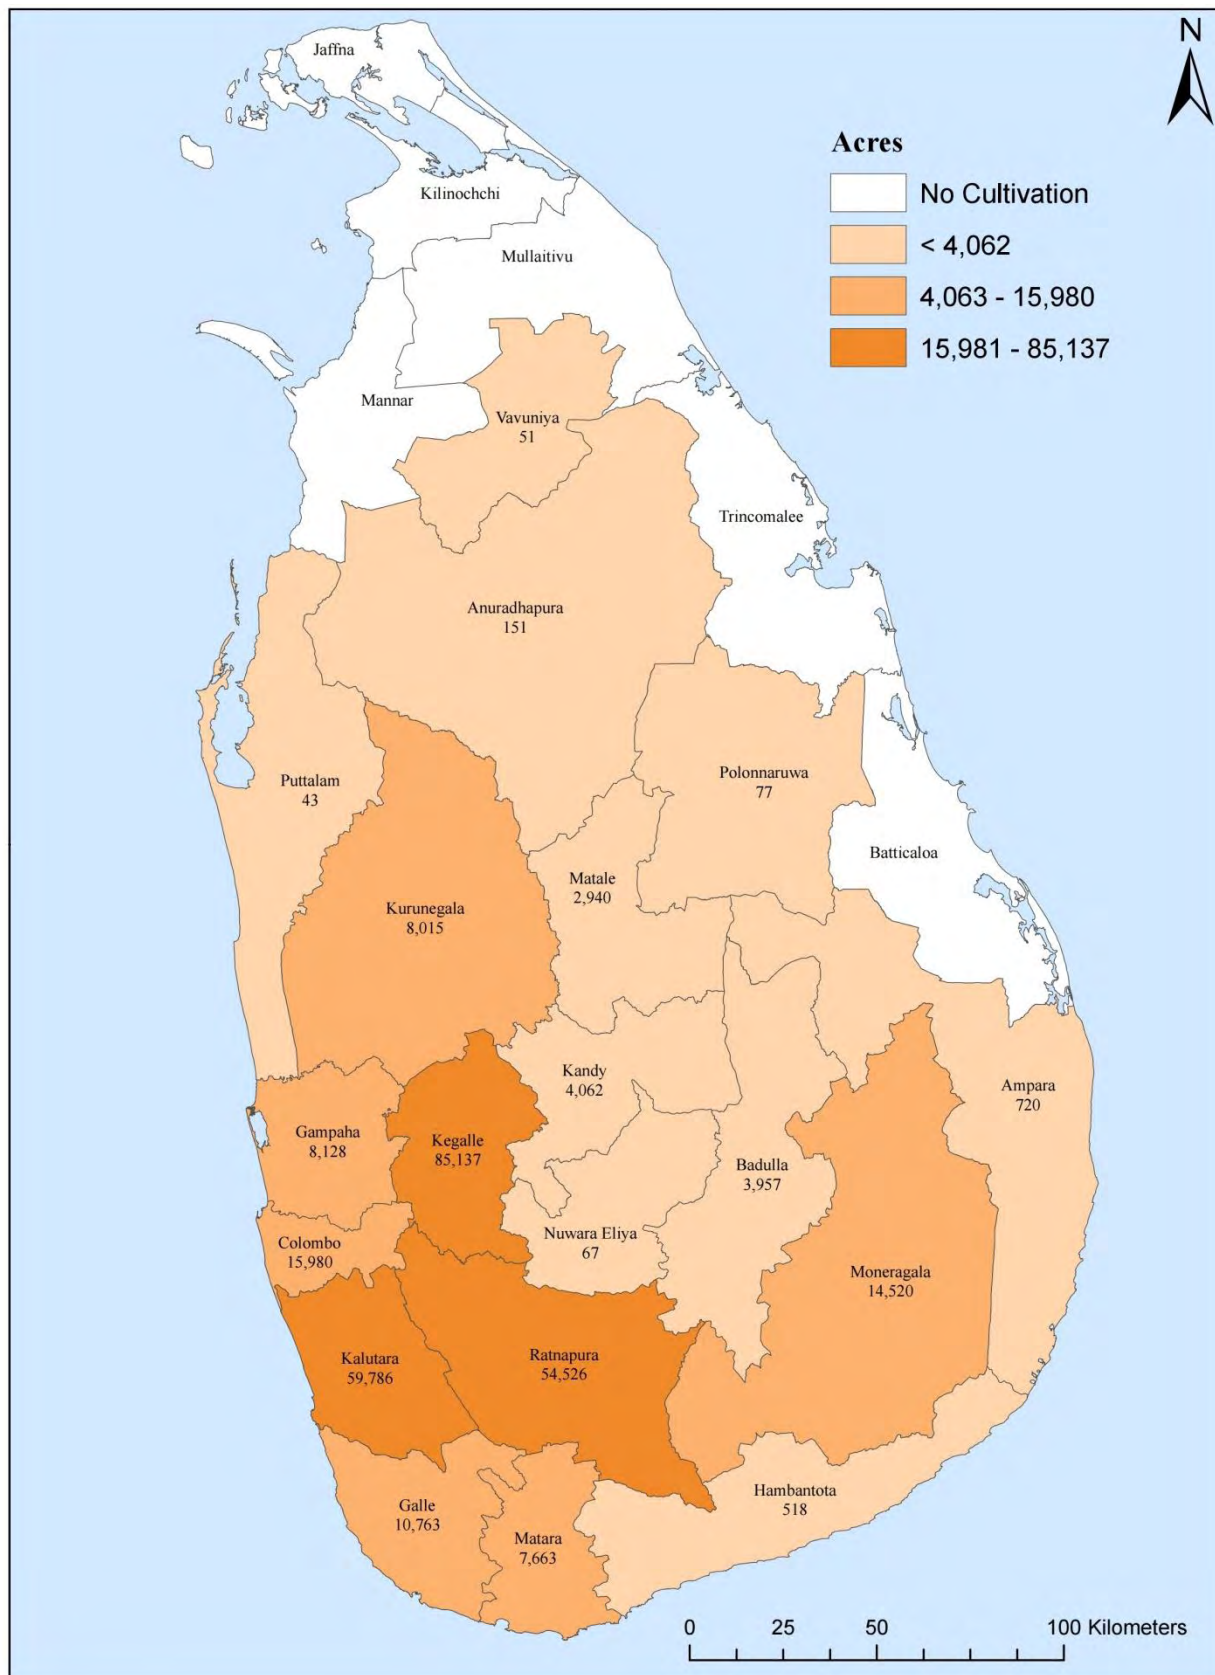 N
Jaffna
Acres
No Cultivation
< 4,062
4,063 - 15,980
15,981 - 85,137
Kilinochchi
Mullaitivu
Mannar
Vavuniya
51
Trincomalee
Anuradhapura
151
Puttalam
43
Polonnaruwa
77
Batticaloa
Matale
2,940
Kurunegala
8,015
Kandy
4,062
Ampara
720
Gampaha
8,128
Kegalle
85,137
Badulla
3,957
Nuwara Eliya
67
Colombo
15,980
Moneragala
14,520
Kalutara
59,786
Ratnapura
54,526
Hambantota
518
Galle
10,763
Matara
7,663
0 25 50 100 Kilometers